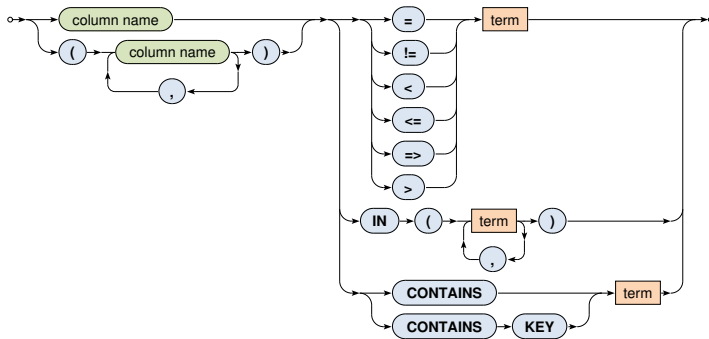 column name = term
( column name ) !=
, <
<=
=>
>
IN ( term )
,
CONTAINS term
CONTAINS KEY